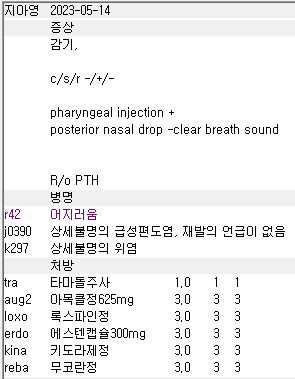 지아영 2023-05-14
증상
감기,
c/s/r -/+/-
pharyngeal injection +
posterior nasal drop -clear breath sound
R/o PTH
병명
r42 어지러움
j0390 상세불명의 급성편도염, 재발의 언급이 없음
k297 상세불명의 위염
처방
tra 타마돌주사 1,0 1 1
aug2 아목클정625mg 3,0 3 3
loxo 록스파인정 3,0 3 3
erdo 에스텐캡슐300mg 3,0 3 3
kina 키도라제정 3,0 3 3
reba 무코란정 3,0 3 3